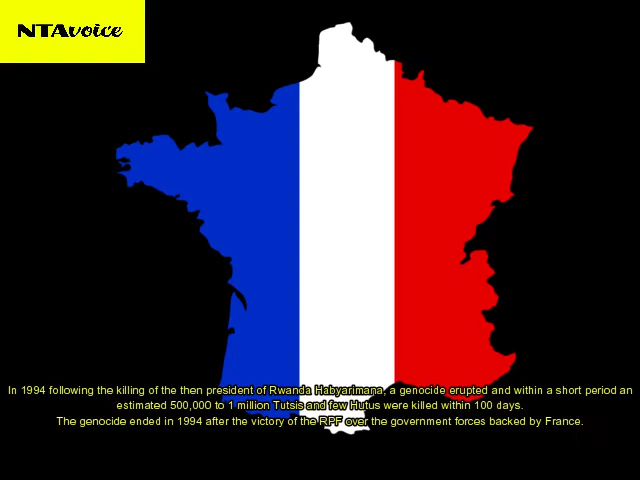 NTAvoice
In 1994 following the killing of the then president of Rwanda Habyarimana, a genocide erupted and within a short period an
estimated 500,000 to 1 million Tutsis and few Hutus were killed within 100 days.
The genocide ended in 1994 after the victory of the RPF over the government forces backed by France.